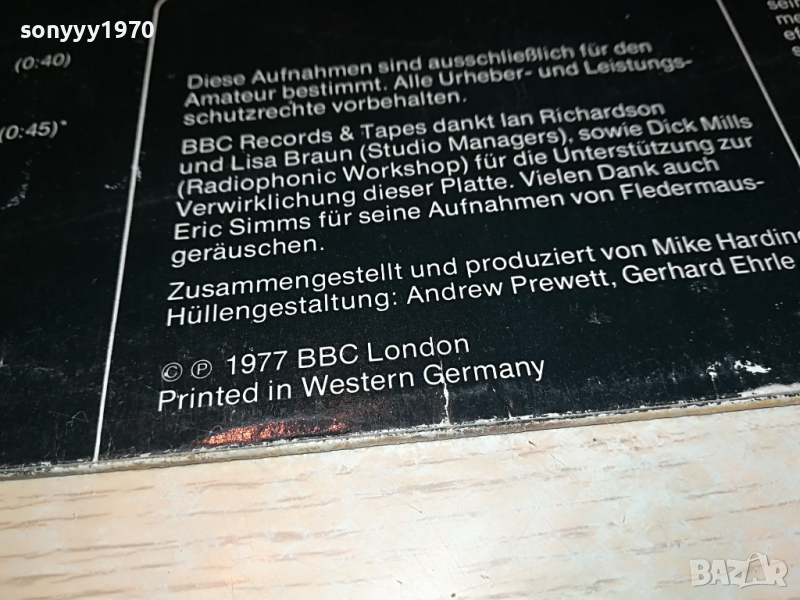 sonyyy1970
(0:40)
(0:45)*
Diese Aufnahmen sind ausschließlich für den
Amateur bestimmt. Alle Urheber- und Leistungs-
schutzrechte vorbehalten.
BBC Records & Tapes dankt Ian Richardson
und Lisa Braun (Studio Managers), sowie Dick Mills
(Radiophonic Workshop) für die Unterstützung zur
Verwirklichung dieser Platte. Vielen Dank auch
Eric Simms für seine Aufnahmen von Fledermaus-
geräuschen.
Zusammengestellt und produziert von Mike Harding
Hüllengestaltung: Andrew Prewett, Gerhard Ehrle
© ℗ 1977 BBC London
Printed in Western Germany
BAZAR